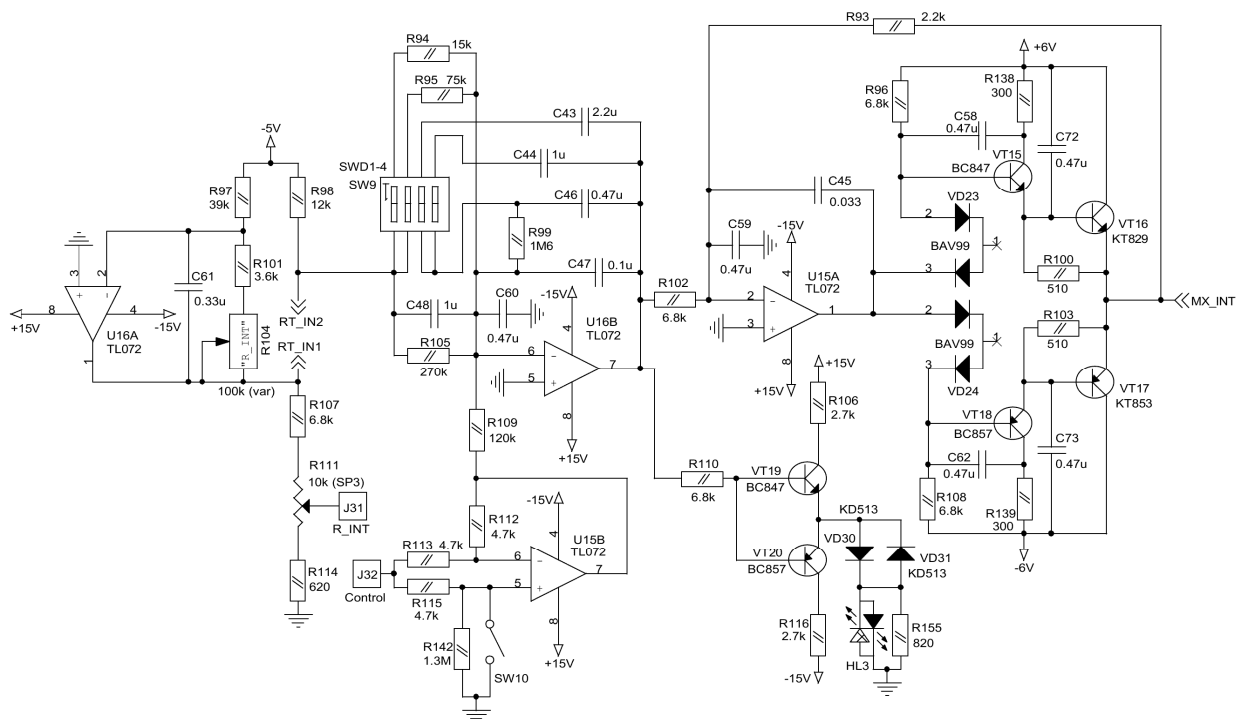 R93
2.2k
R94
15k
R95 75k
C43
2.2u
C44
1u
SWD1-4
SW9
C46
0.47u
R99
1M6
C47
0.1u
-5V
R97
39k
R98
12k
R101
3.6k
C61
0.33u
3
2
+
-
8
4
+15V
-15V
U16A
TL072
1
"R_INT"
R104
100k (var)
RT_IN2
RT_IN1
R107
6.8k
R111
10k (SP3)
J31
R_INT
R114
620
C48
1u
C60
0.47u
R105
270k
-15V
4
U16B
TL072
6
-
5
+
7
8
+15V
R109
120k
R112
4.7k
R113 4.7k
J32
Control
R115
4.7k
R142
1.3M
SW10
-15V
4
U15B
TL072
6
-
5
+
7
8
+15V
R102
6.8k
C45
0.033
C59
0.47u
-15V
4
U15A
TL072
2
-
3
+
1
8
+15V
R110
6.8k
+15V
R106
2.7k
VT19
BC847
VT20
BC857
R116
2.7k
-15V
KD513
VD30
VD31
KD513
HL3
R155
820
+6V
R96
6.8k
R138
300
C58
0.47u
C72
0.47u
VT15
BC847
VD23
2
1
BAV99
3
VT16
KT829
R100
510
R103
510
MX_INT
2
1
BAV99
3
VD24
VT17
KT853
VT18
BC857
C62
0.47u
C73
0.47u
R108
6.8k
R139
300
-6V